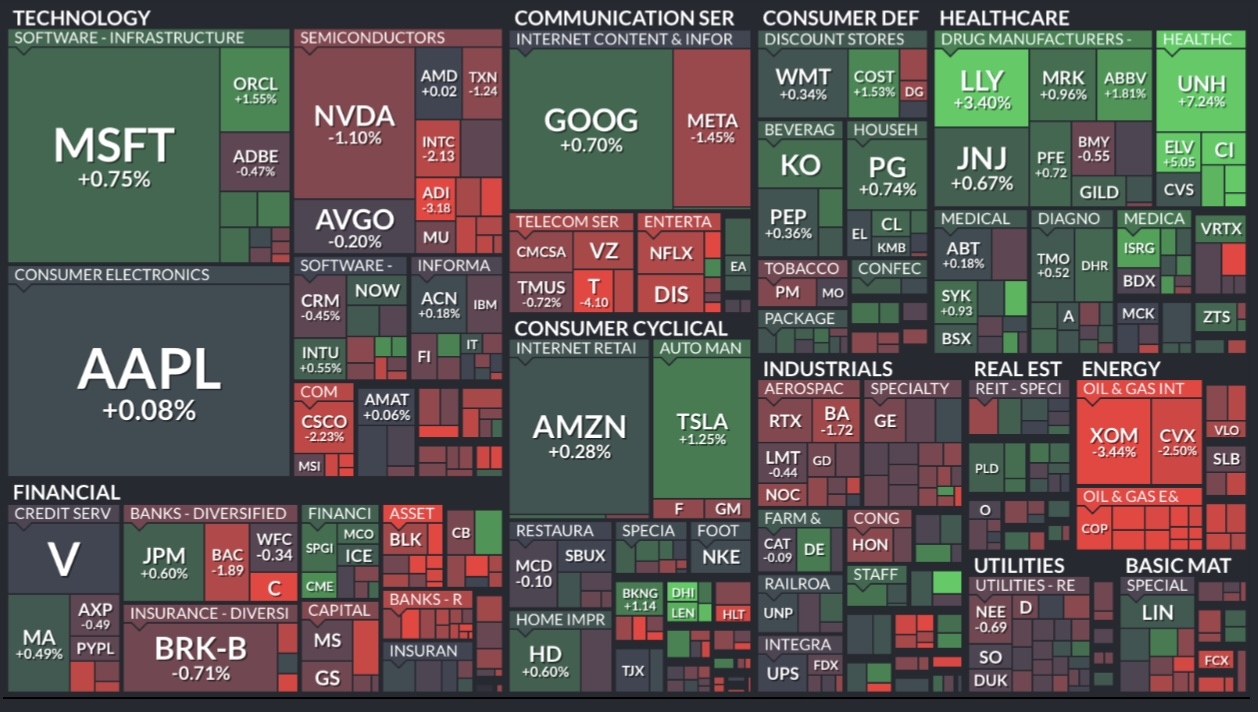 TECHNOLOGY
SOFTWARE - INFRASTRUCTURE
MSFT
+0.75%
ORCL
+1.55%
ADBE
-0.47%
SEMICONDUCTORS
NVDA
-1.10%
AMD
+0.02
TXN
-1.24
INTC
-2.13
ADI
-3.18
AVGO
-0.20%
MU
CONSUMER ELECTRONICS
AAPL
+0.08%
SOFTWARE -
CRM
-0.45%
NOW
INTU
+0.55%
INFORMA
ACN
+0.18%
IBM
FI
IT
COM
CSCO
-2.23%
MSI
AMAT
+0.06%
COMMUNICATION SER
INTERNET CONTENT & INFOR
GOOG
+0.70%
META
-1.45%
TELECOM SER
CMCSA
VZ
TMUS
-0.72%
T
-4.10
ENTERTA
NFLX
DIS
EA
CONSUMER CYCLICAL
INTERNET RETAI
AMZN
+0.28%
AUTO MAN
TSLA
+1.25%
F
GM
RESTAURA
MCD
-0.10
SBUX
SPECIA
FOOT
NKE
BKNG
+1.14
DHI
LEN
HLT
HOME IMPR
HD
+0.60%
TJX
CONSUMER DEF
DISCOUNT STORES
WMT
+0.34%
COST
+1.53%
DG
BEVERAG
KO
PEP
+0.36%
HOUSEH
PG
+0.74%
EL
CL
KMB
TOBACCO
PM
MO
CONFEC
PACKAGE
HEALTHCARE
DRUG MANUFACTURERS -
LLY
+3.40%
MRK
+0.96%
ABBV
+1.81%
JNJ
+0.67%
PFE
+0.72
BMY
-0.55
GILD
HEALTHC
UNH
+7.24%
ELV
+5.05
CI
CVS
MEDICAL
ABT
+0.18%
SYK
+0.93
BSX
DIAGNO
TMO
+0.52
DHR
A
MEDICA
ISRG
BDX
MCK
VRTX
ZTS
INDUSTRIALS
AEROSPAC
RTX
BA
-1.72
LMT
-0.44
GD
NOC
SPECIALTY
GE
FARM &
CAT
-0.09
DE
CONG
HON
RAILROA
UNP
STAFF
INTEGRA
UPS
FDX
REAL EST
REIT - SPECI
PLD
O
ENERGY
OIL & GAS INT
XOM
-3.44%
CVX
-2.50%
VLO
SLB
OIL & GAS E&
COP
UTILITIES
UTILITIES - RE
NEE
-0.69
D
SO
DUK
BASIC MAT
SPECIAL
LIN
FCX
FINANCIAL
CREDIT SERV
V
MA
+0.49%
AXP
-0.49
PYPL
BANKS - DIVERSIFIED
JPM
+0.60%
BAC
-1.89
WFC
-0.34
C
INSURANCE - DIVERSI
BRK-B
-0.71%
FINANCI
SPGI
MCO
ICE
CME
CAPITAL
MS
GS
ASSET
BLK
CB
BANKS - R
INSURAN